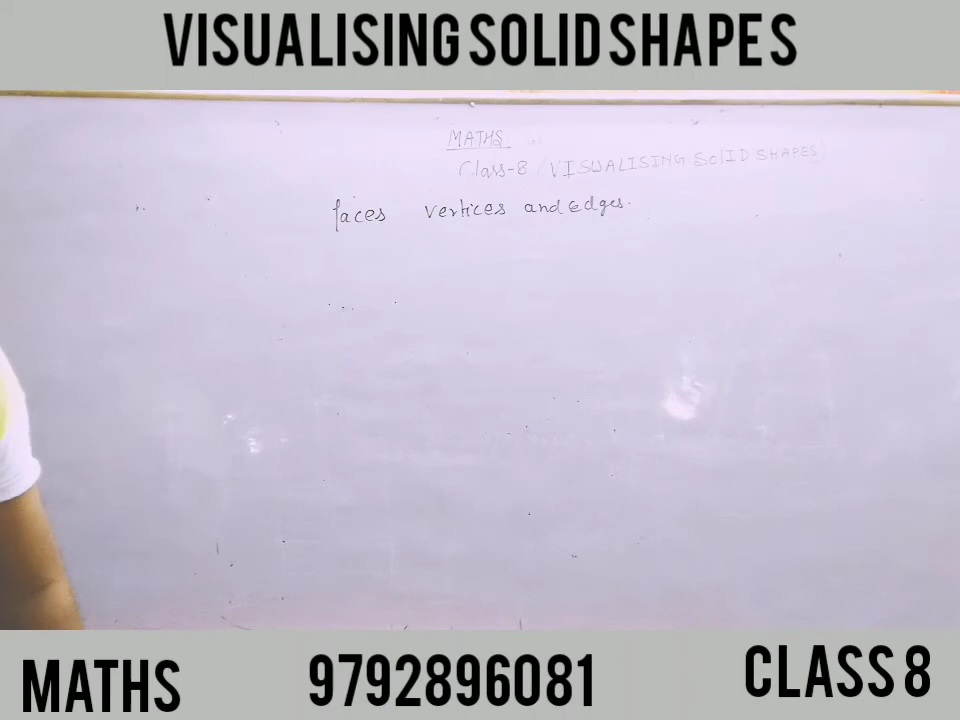 VISUALISING SOLID SHAPES
MATHS
Class-8 (VISUALISING SOLID SHAPES)
faces vertices and Edges.
MATHS 9792896081 CLASS 8